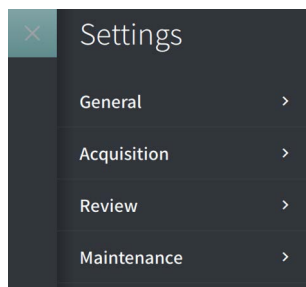 Settings
General
Acquisition
Review
Maintenance